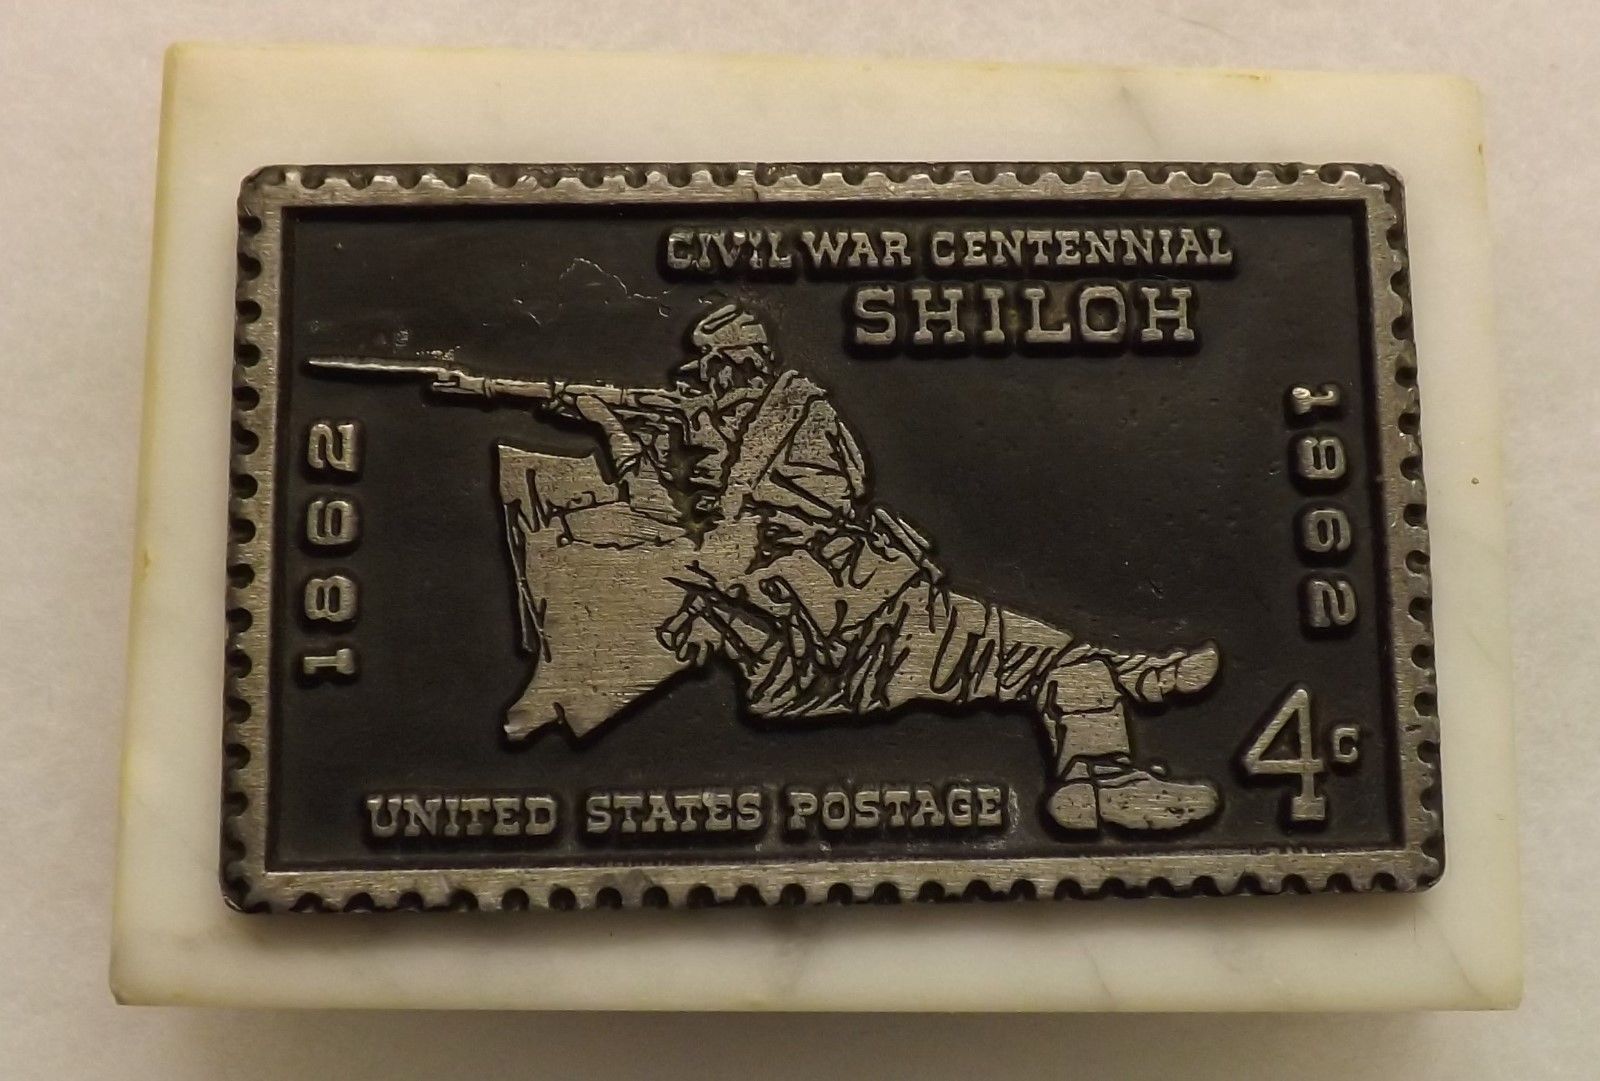 CIVIL WAR CENTENNIAL
SHILOH
1862
1962
4c
UNITED STATES POSTAGE